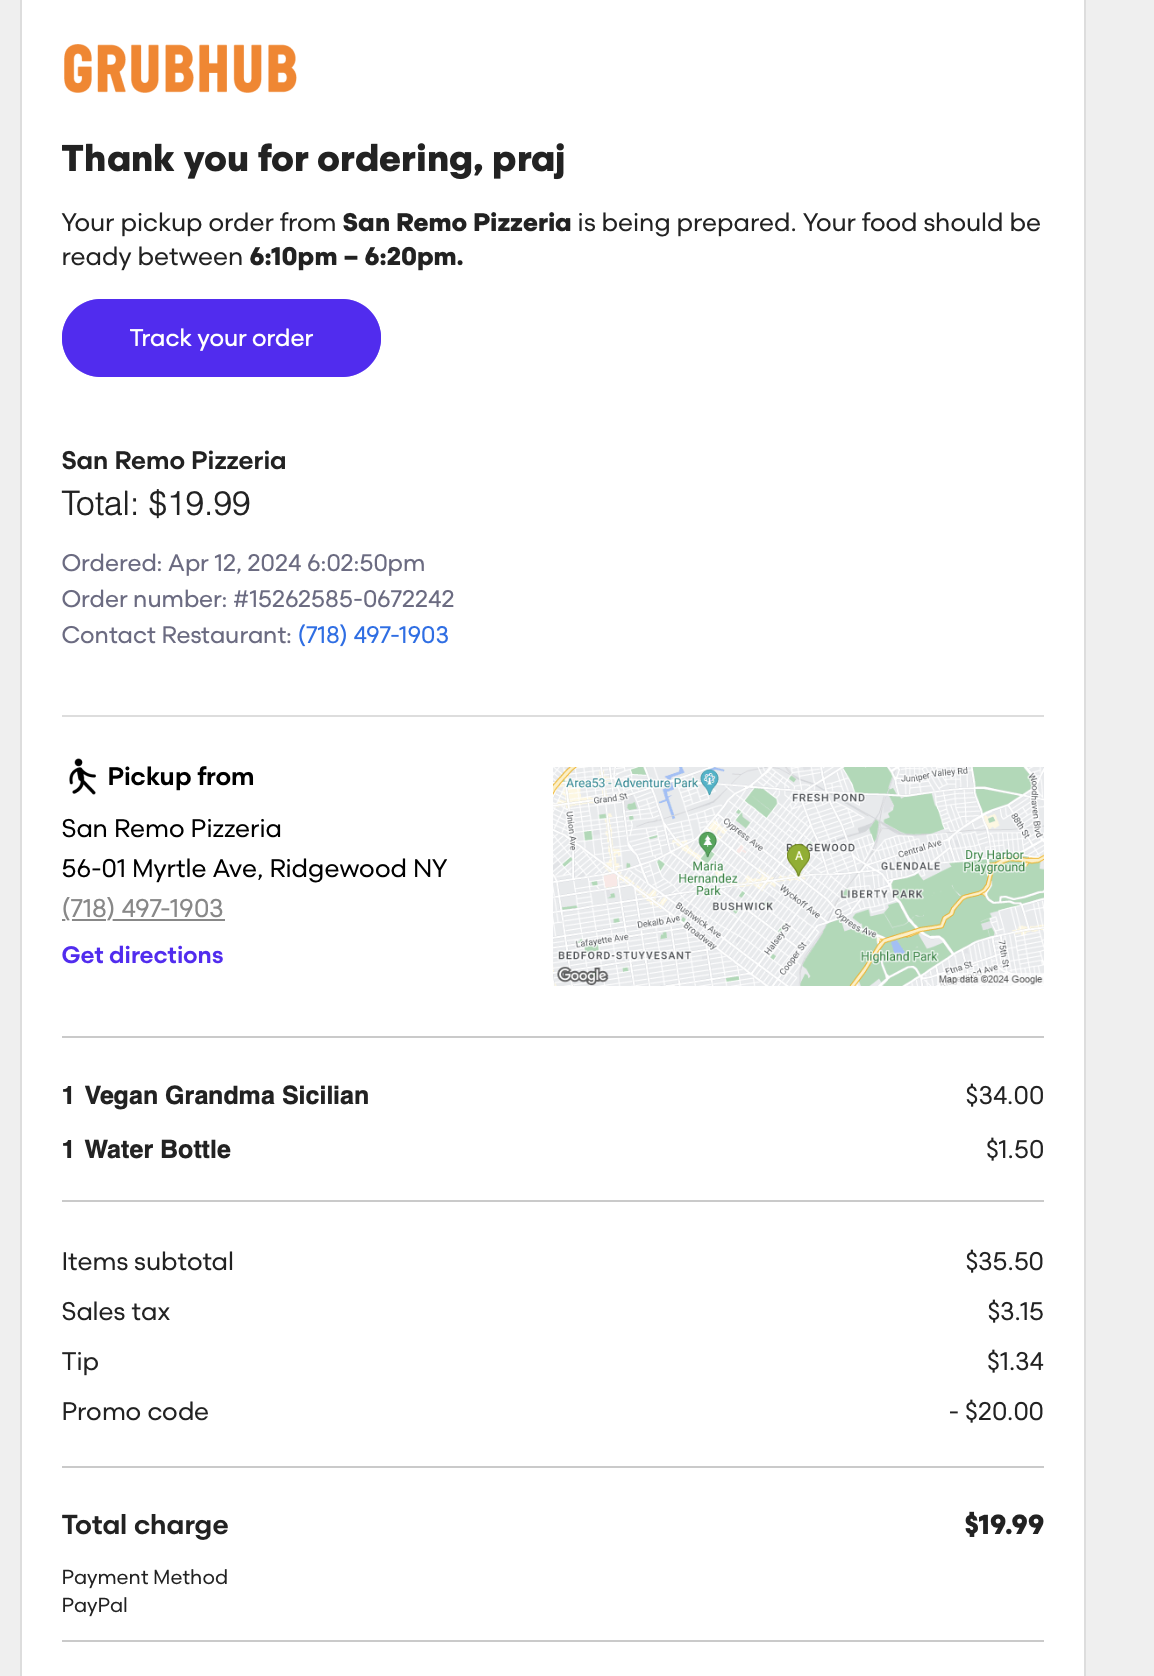 GRUBHUB
Thank you for ordering, praj
Your pickup order from San Remo Pizzeria is being prepared. Your food should be
ready between 6:10pm – 6:20pm.
Track your order
San Remo Pizzeria
Total: $19.99
Ordered: Apr 12, 2024 6:02:50pm
Order number: #15262585-0672242
Contact Restaurant: (718) 497-1903
Pickup from
San Remo Pizzeria
56-01 Myrtle Ave, Ridgewood NY
(718) 497-1903
Get directions
Area53 - Adventure Park
Grand St
Union Ave
Juniper Valley Rd
Woodhaven Blvd
88th St
FRESH POND
Cypress Ave
A
Central Ave
GLENDALE
Dry Harbor
Playground
Maria
Hernandez
Park
BUSHWICK
Wyckoff Ave
LIBERTY PARK
Cypress Ave
Bushwick Ave
Broadway
Dekalb Ave
Lafayette Ave
Halsey St
Cooper St
BEDFORD-STUYVESANT
Highland Park
75th St
Etna St
Ave
Google
Map data ©2024 Google
1 Vegan Grandma Sicilian $34.00
1 Water Bottle $1.50
Items subtotal $35.50
Sales tax $3.15
Tip $1.34
Promo code - $20.00
Total charge $19.99
Payment Method
PayPal